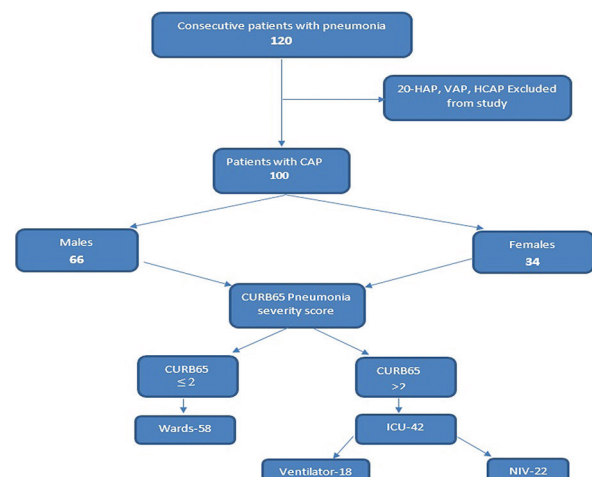 Consecutive patients with pneumonia
120
20-HAP, VAP, HCAP Excluded
from study
Patients with CAP
100
Males
66
Females
34
CURB65 Pneumonia
severity score
CURB65
≤ 2
CURB65
>2
Wards-58
ICU-42
Ventilator-18
NIV-22